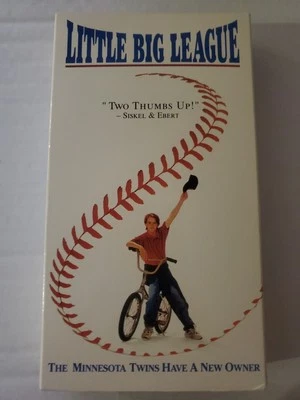 LITTLE BIG LEAGUE
"TWO THUMBS UP!"
– SISKEL & EBERT
THE MINNESOTA TWINS HAVE A NEW OWNER